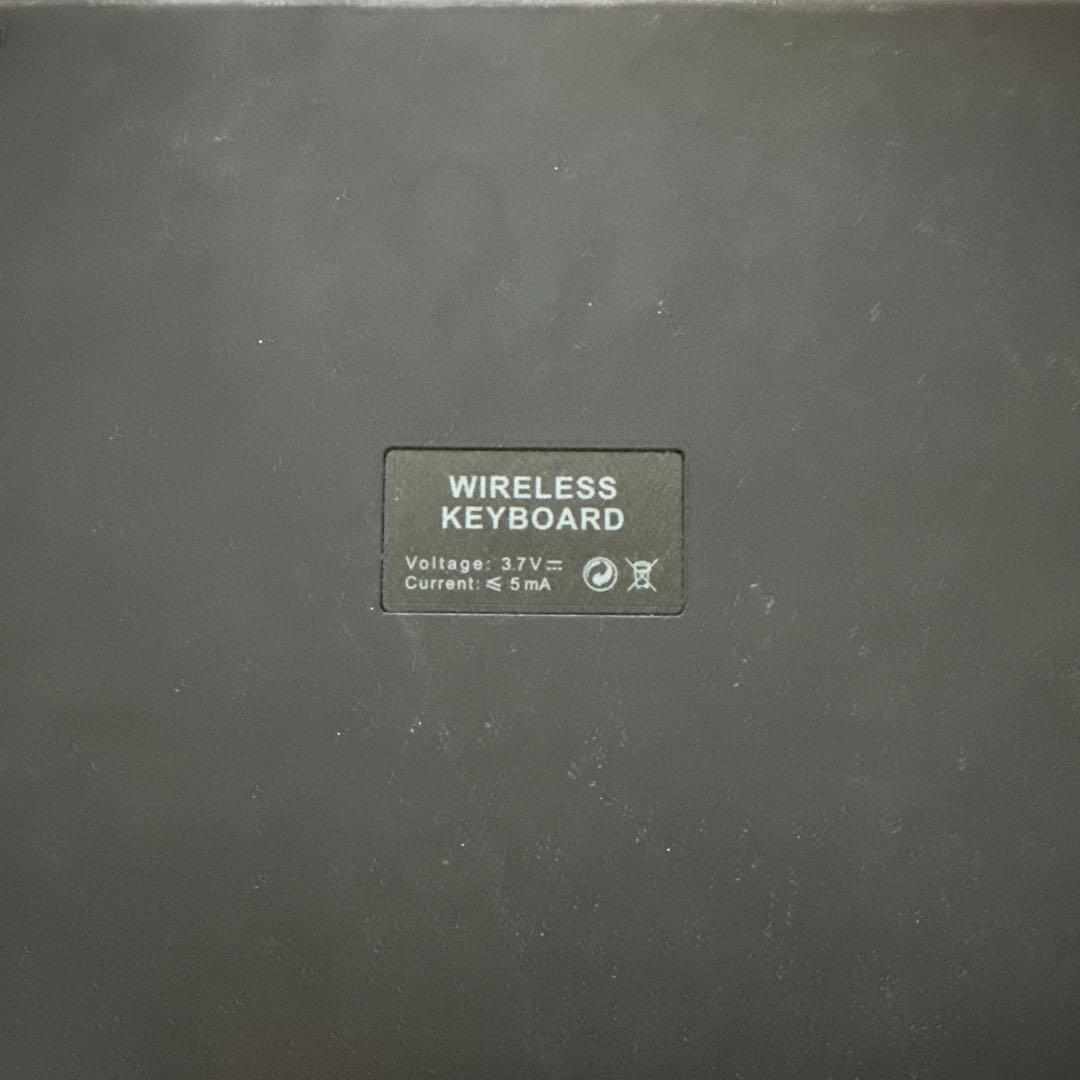 WIRELESS
KEYBOARD
Voltage: 3.7V⎓
Current: ⩽ 5mA